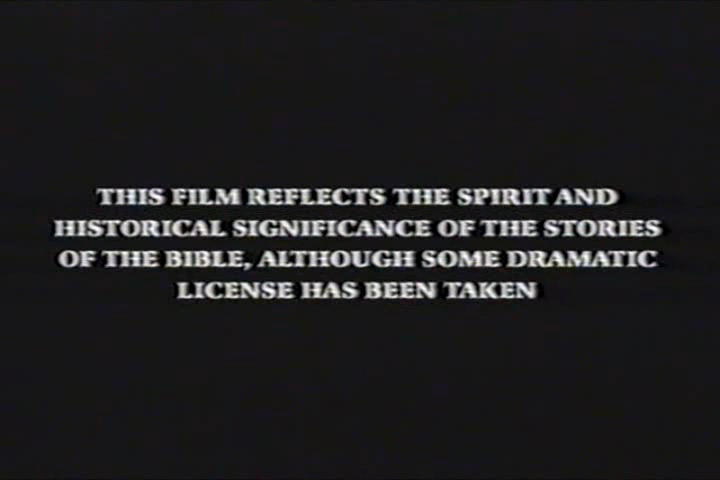 THIS FILM REFLECTS THE SPIRIT AND
HISTORICAL SIGNIFICANCE OF THE STORIES
OF THE BIBLE, ALTHOUGH SOME DRAMATIC
LICENSE HAS BEEN TAKEN